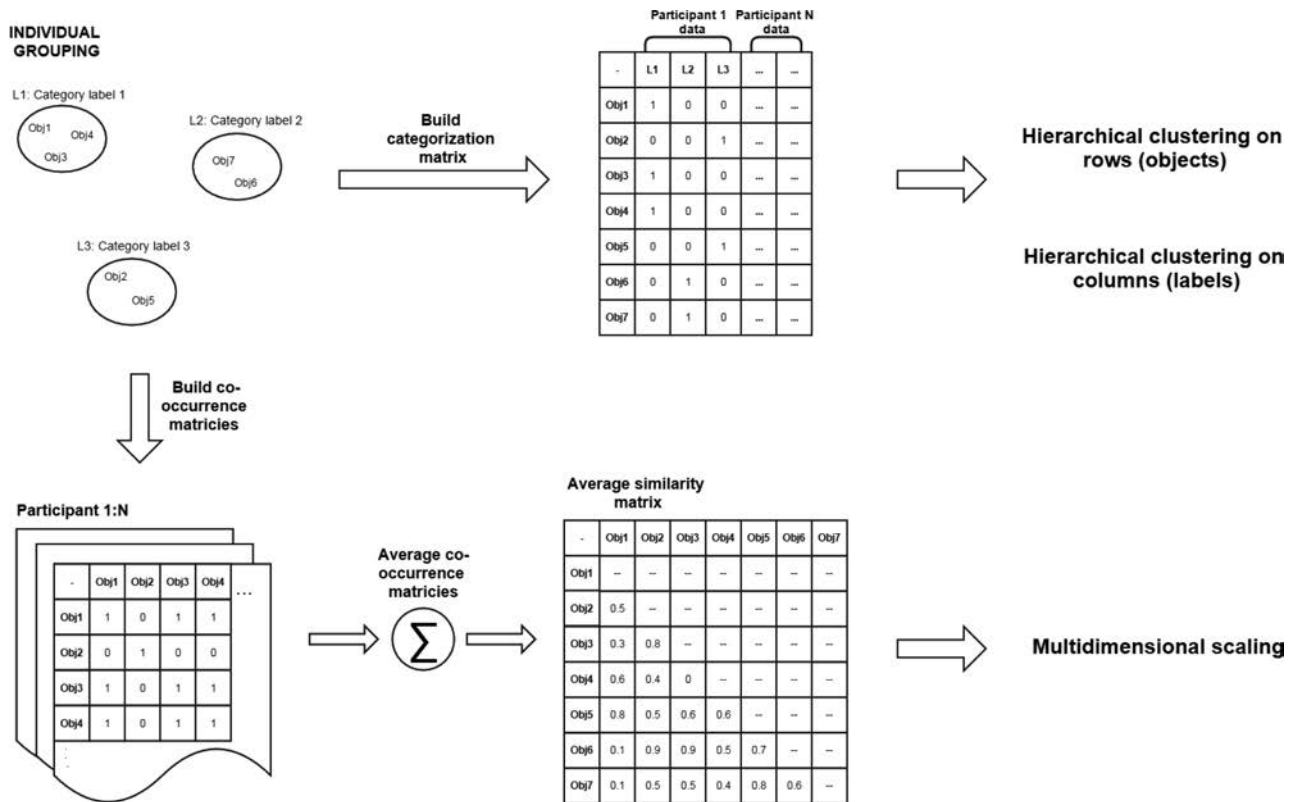 INDIVIDUAL
GROUPING
L1: Category label 1
Obj1
Obj4
Obj3
L2: Category label 2
Obj7
Obj6
L3: Category label 3
Obj2
Obj5
Build
categorization
matrix
Participant 1
data
Participant N
data
- L1 L2 L3 ... ...
Obj1 1 0 0 ... ...
Obj2 0 0 1 ... ...
Obj3 1 0 0 ... ...
Obj4 1 0 0 ... ...
Obj5 0 0 1 ... ...
Obj6 0 1 0 ... ...
Obj7 0 1 0 ... ...
Hierarchical clustering on
rows (objects)
Hierarchical clustering on
columns (labels)
Build co-
occurrence
matricies
Participant 1:N
- Obj1 Obj2 Obj3 Obj4 ...
Obj1 1 0 1 1
Obj2 0 1 0 0
Obj3 1 0 1 1
Obj4 1 0 1 1
Average co-
occurrence
matricies
∑
Average similarity
matrix
- Obj1 Obj2 Obj3 Obj4 Obj5 Obj6 Obj7
Obj1 -- -- -- -- -- -- --
Obj2 0.5 -- -- -- -- -- --
Obj3 0.3 0.8 -- -- -- -- --
Obj4 0.6 0.4 0 -- -- -- --
Obj5 0.8 0.5 0.6 0.6 -- -- --
Obj6 0.1 0.9 0.9 0.5 0.7 -- --
Obj7 0.1 0.5 0.5 0.4 0.8 0.6 --
Multidimensional scaling